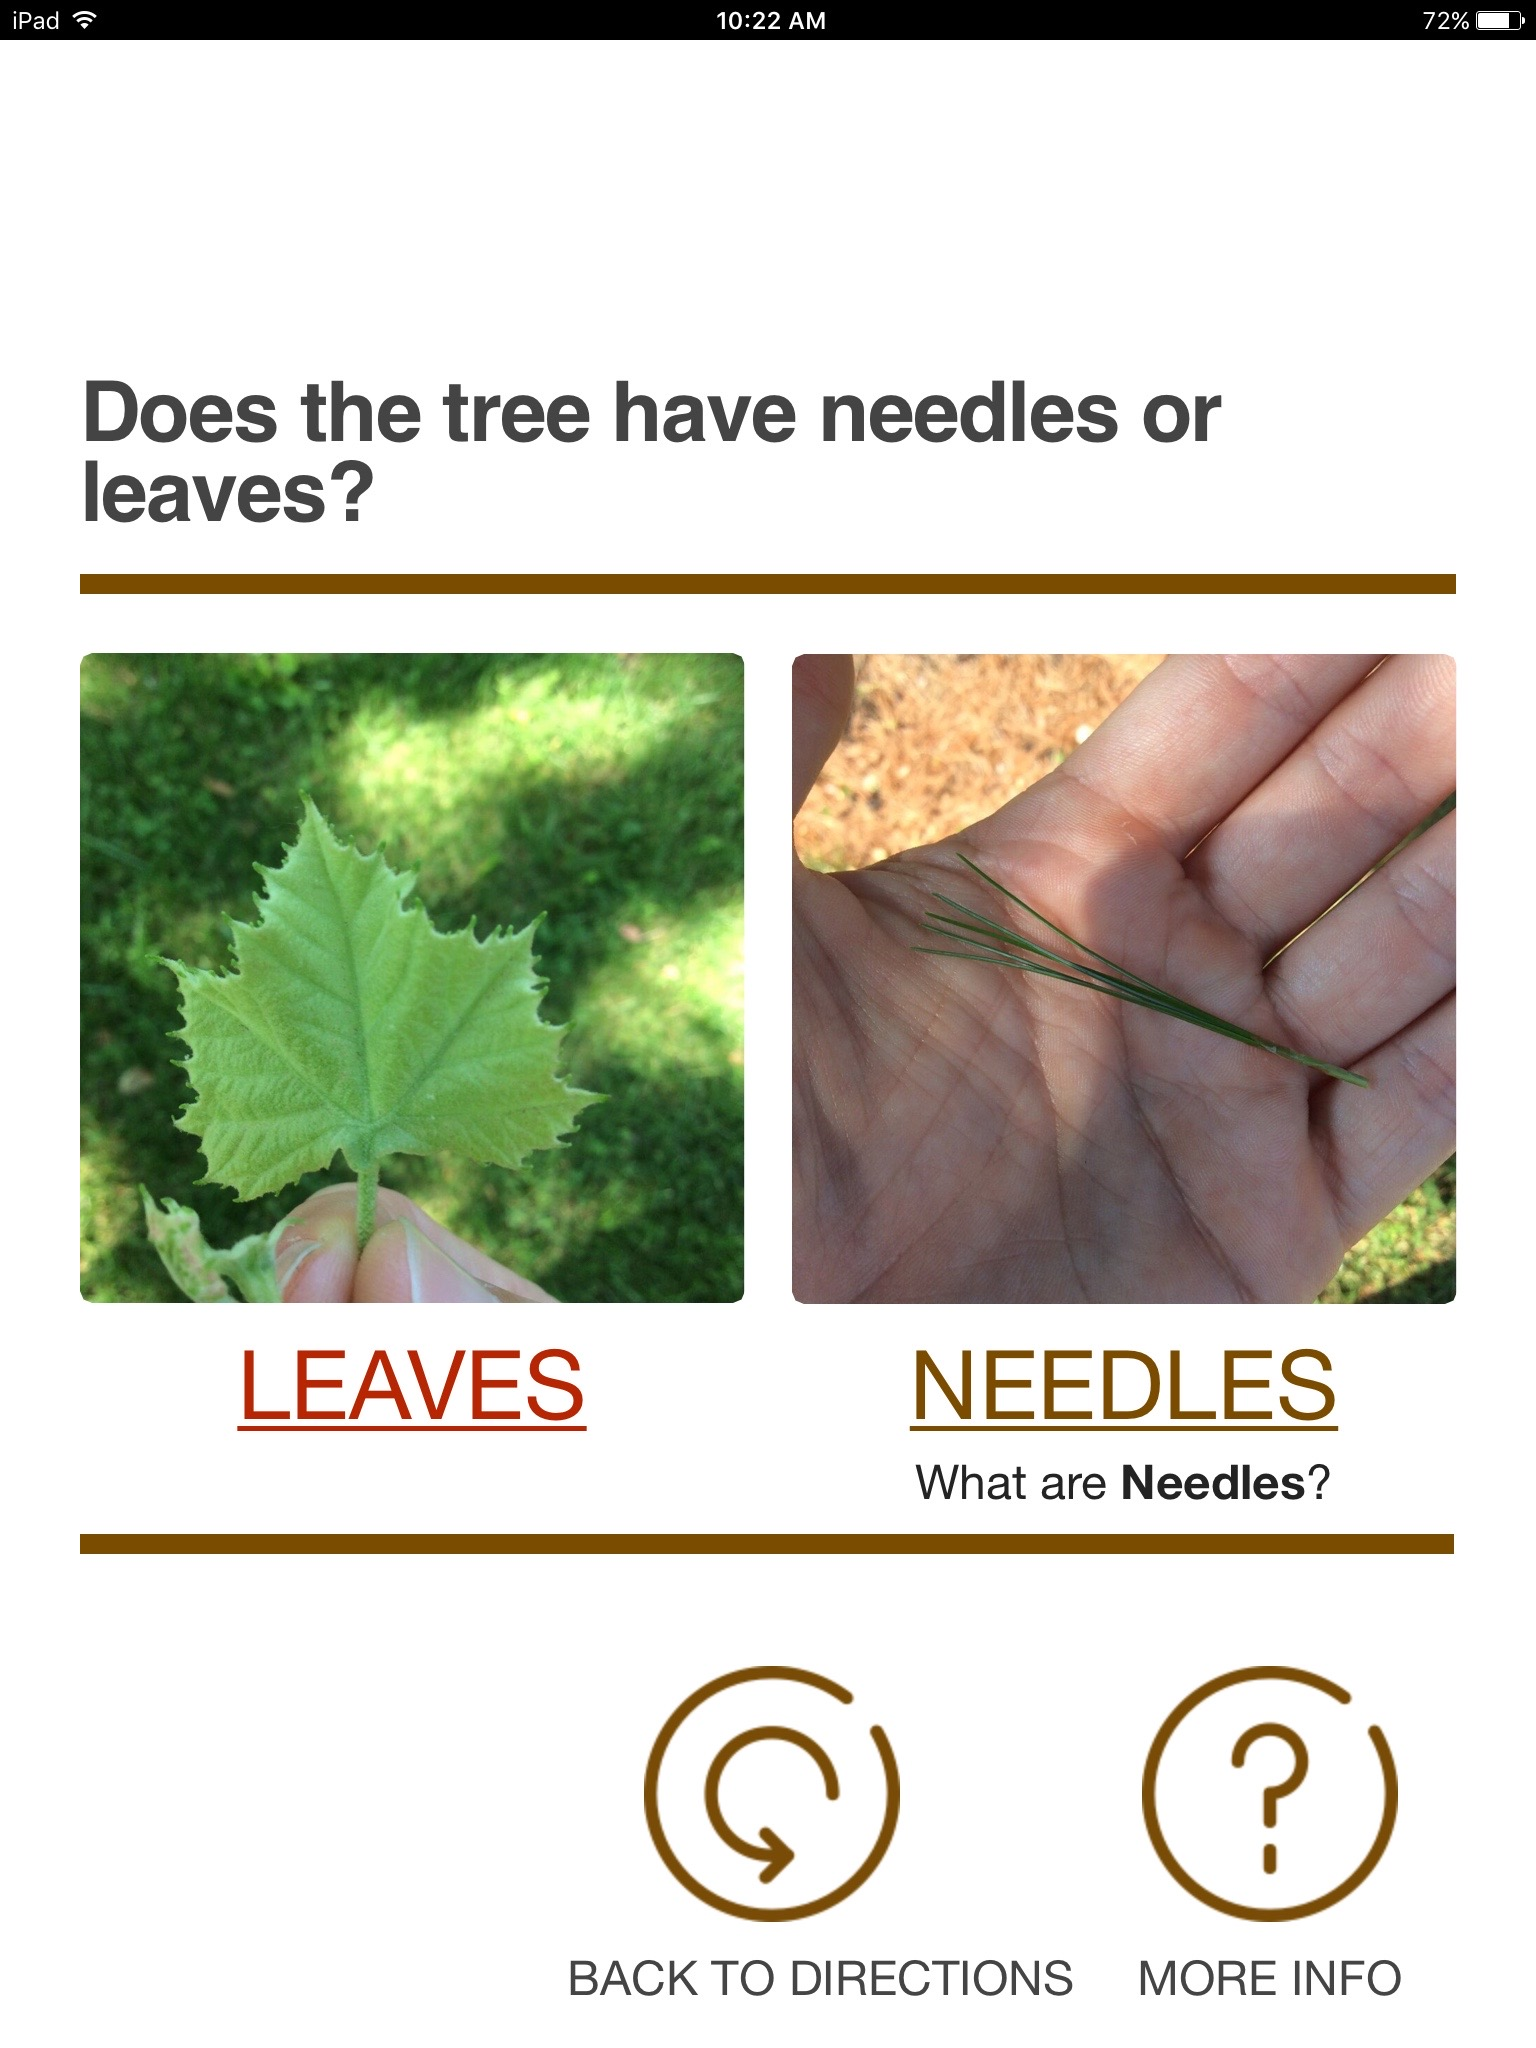 iPad 10:22 AM 72%
Does the tree have needles or
leaves?
LEAVES
NEEDLES
What are Needles?
BACK TO DIRECTIONS
MORE INFO